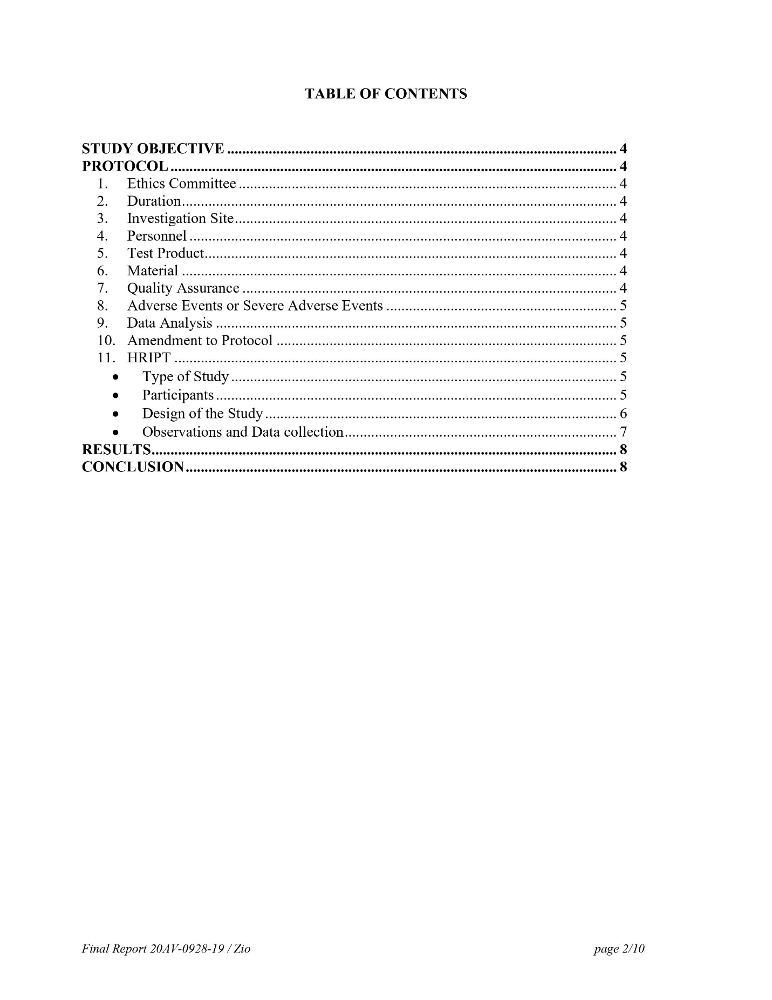 TABLE OF CONTENTS
STUDY OBJECTIVE ........................................................................................................ 4
PROTOCOL ....................................................................................................................... 4
1. Ethics Committee ..................................................................................................... 4
2. Duration.................................................................................................................... 4
3. Investigation Site...................................................................................................... 4
4. Personnel .................................................................................................................. 4
5. Test Product.............................................................................................................. 4
6. Material .................................................................................................................... 4
7. Quality Assurance .................................................................................................... 4
8. Adverse Events or Severe Adverse Events .............................................................. 5
9. Data Analysis ........................................................................................................... 5
10. Amendment to Protocol ........................................................................................... 5
11. HRIPT ...................................................................................................................... 5
• Type of Study ....................................................................................................... 5
• Participants ........................................................................................................... 5
• Design of the Study .............................................................................................. 6
• Observations and Data collection......................................................................... 7
RESULTS............................................................................................................................ 8
CONCLUSION ................................................................................................................... 8
Final Report 20AV-0928-19 / Zio page 2/10